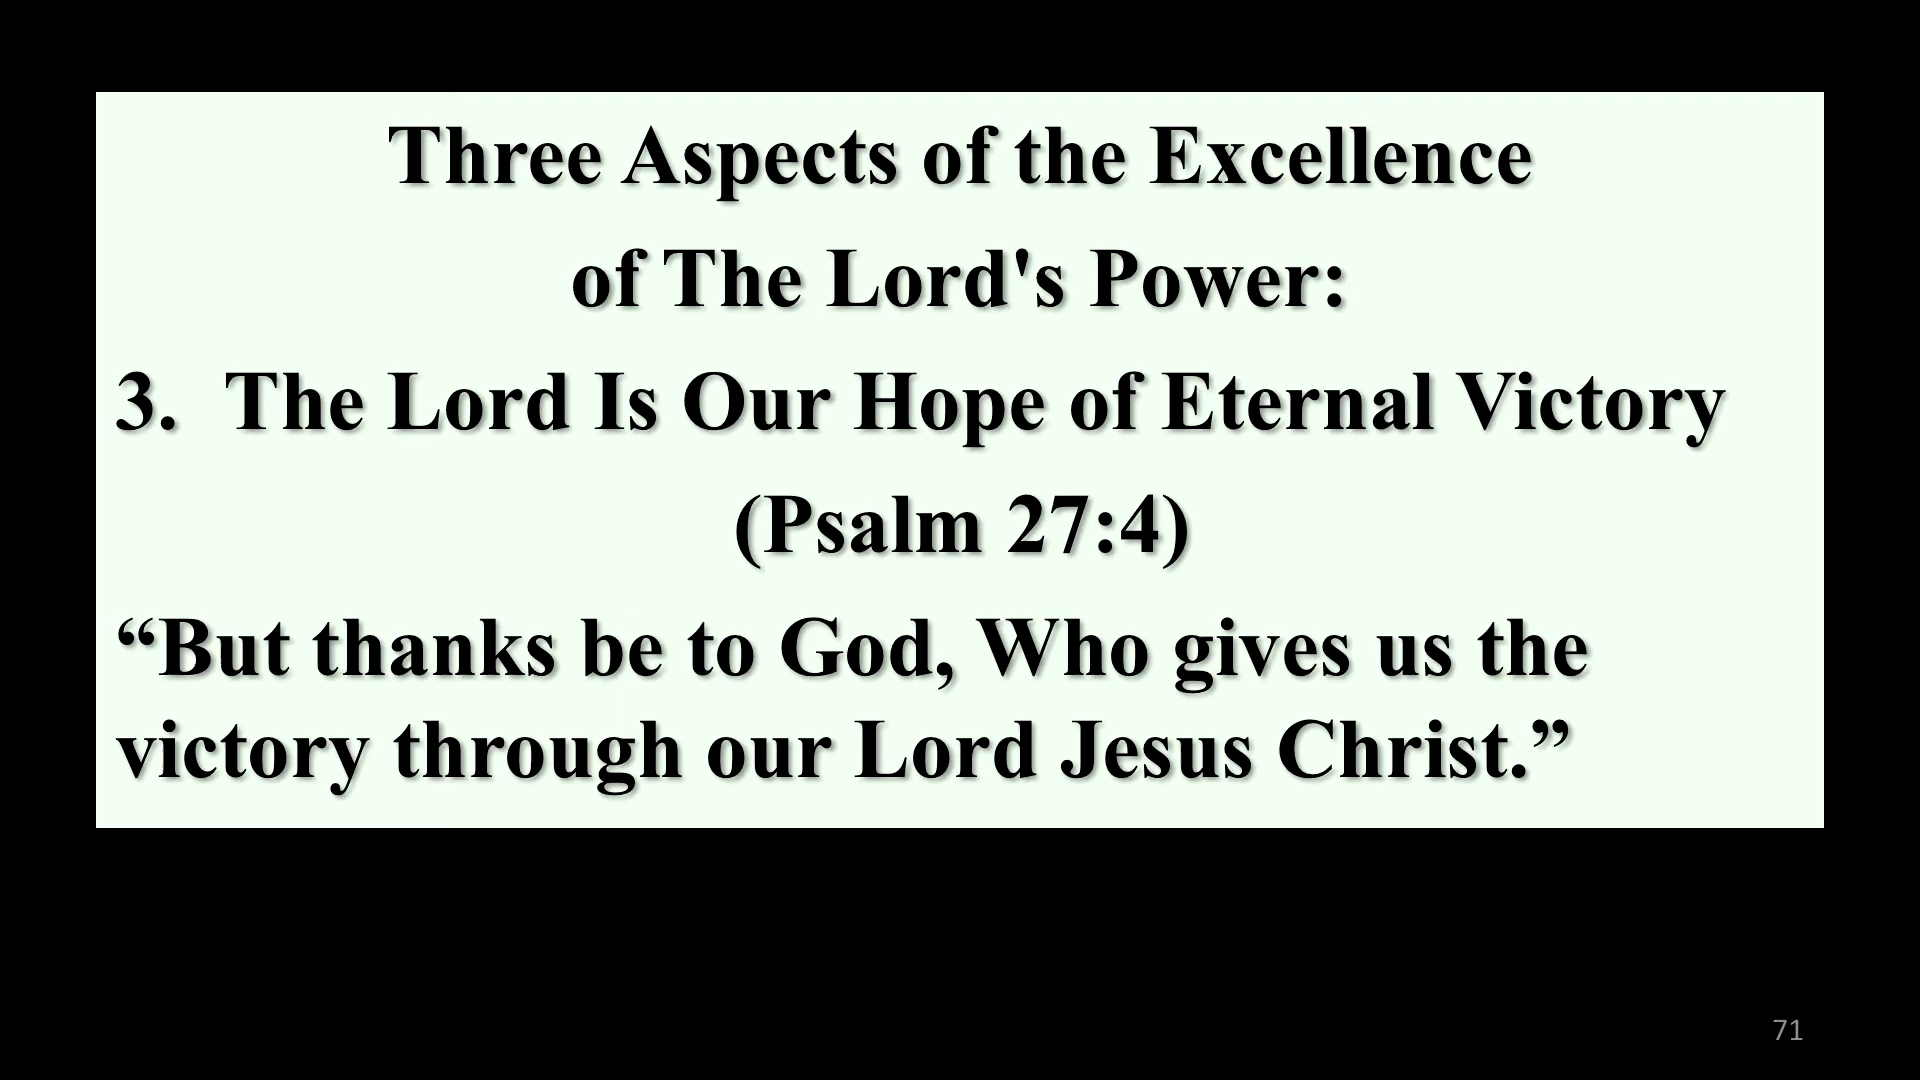 Three Aspects of the Excellence
of The Lord's Power:
3. The Lord Is Our Hope of Eternal Victory
(Psalm 27:4)
“But thanks be to God, Who gives us the
victory through our Lord Jesus Christ.”
71